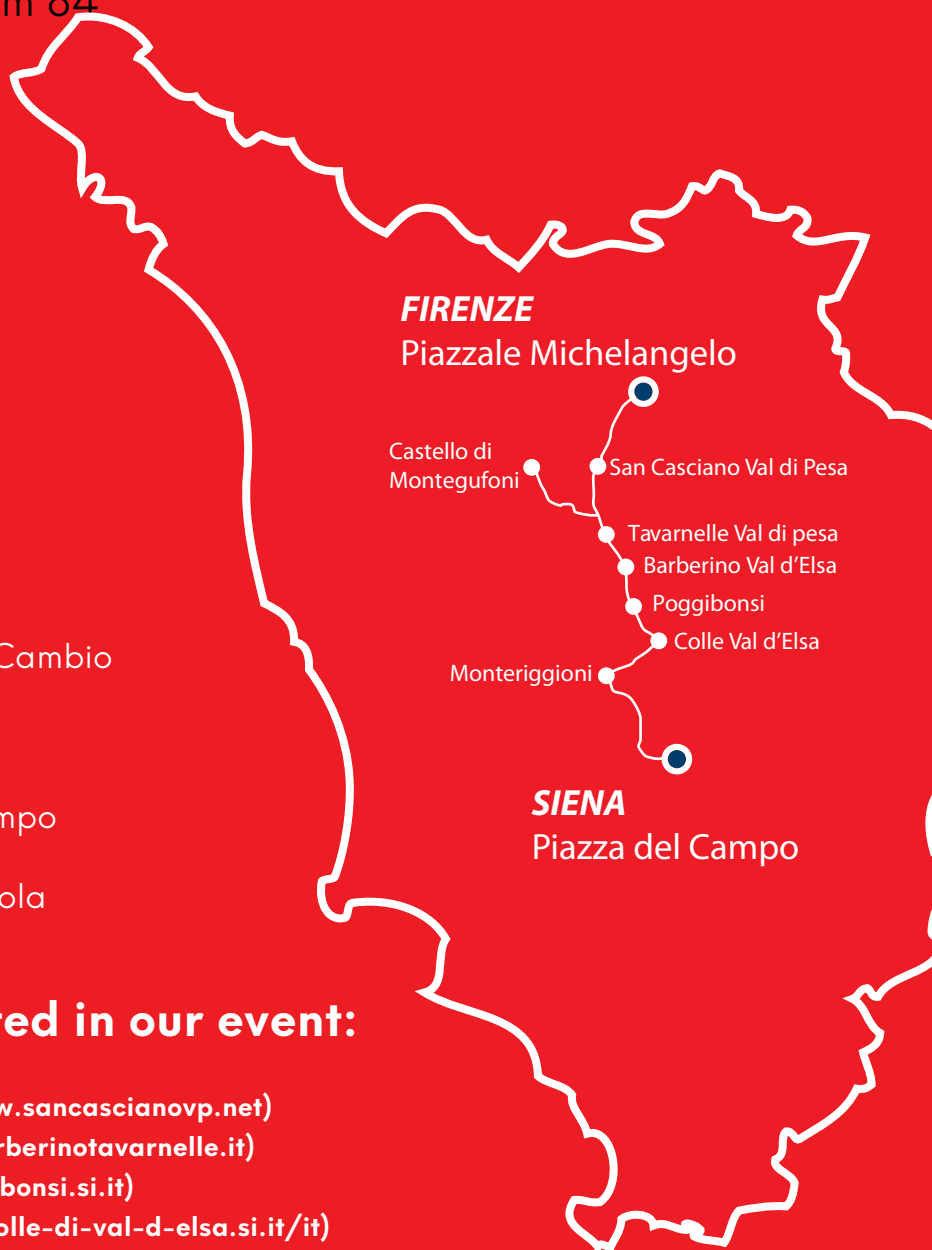 km 64
FIRENZE
Piazzale Michelangelo
Castello di
Montegufoni
San Casciano Val di Pesa
Tavarnelle Val di pesa
Barberino Val d'Elsa
Poggibonsi
Colle Val d'Elsa
Monteriggioni
SIENA
Piazza del Campo
Cambio
mpo
ola
red in our event:
w.sancascianovp.net)
rberinotavarnelle.it)
bonsi.si.it)
olle-di-val-d-elsa.si.it/it)